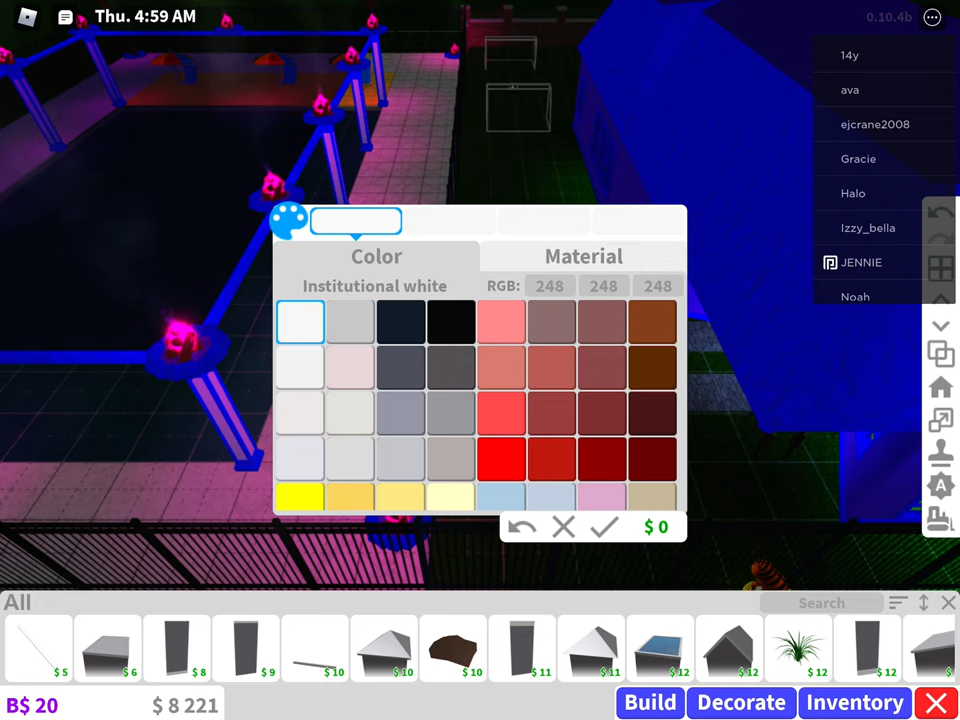 Thu. 4:59 AM
0.10.4b
14y
ava
ejcrane2008
Gracie
Halo
Izzy_bella
JENNIE
Noah
Color
Material
Institutional white
RGB: 248 248 248
$ 0
All
Search
$ 5
$ 6
$ 8
$ 9
$ 10
$ 10
$ 10
$ 11
$ 11
$ 12
$ 12
$ 12
$ 12
B$ 20
$ 8 221
Build
Decorate
Inventory